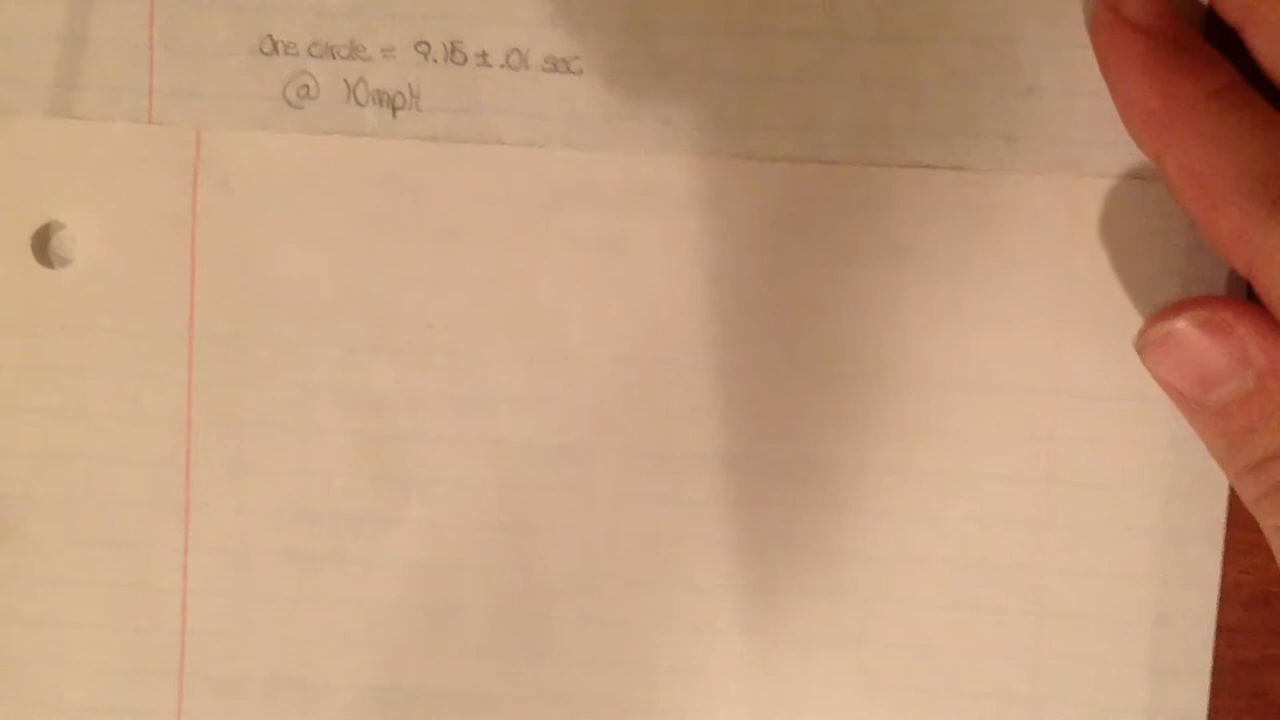 One circle = 9.15 ± .01 sec.
@ 10mpH